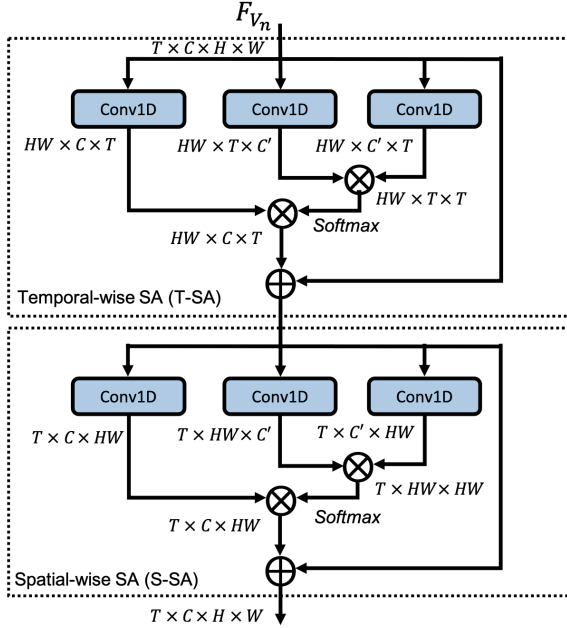 F_{V_n}
T × C × H × W
Conv1D Conv1D Conv1D
HW × C × T HW × T × C′ HW × C′ × T
HW × T × T
Softmax
HW × C × T
Temporal-wise SA (T-SA)
Conv1D Conv1D Conv1D
T × C × HW T × HW × C′ T × C′ × HW
T × HW × HW
Softmax
T × C × HW
Spatial-wise SA (S-SA)
T × C × H × W